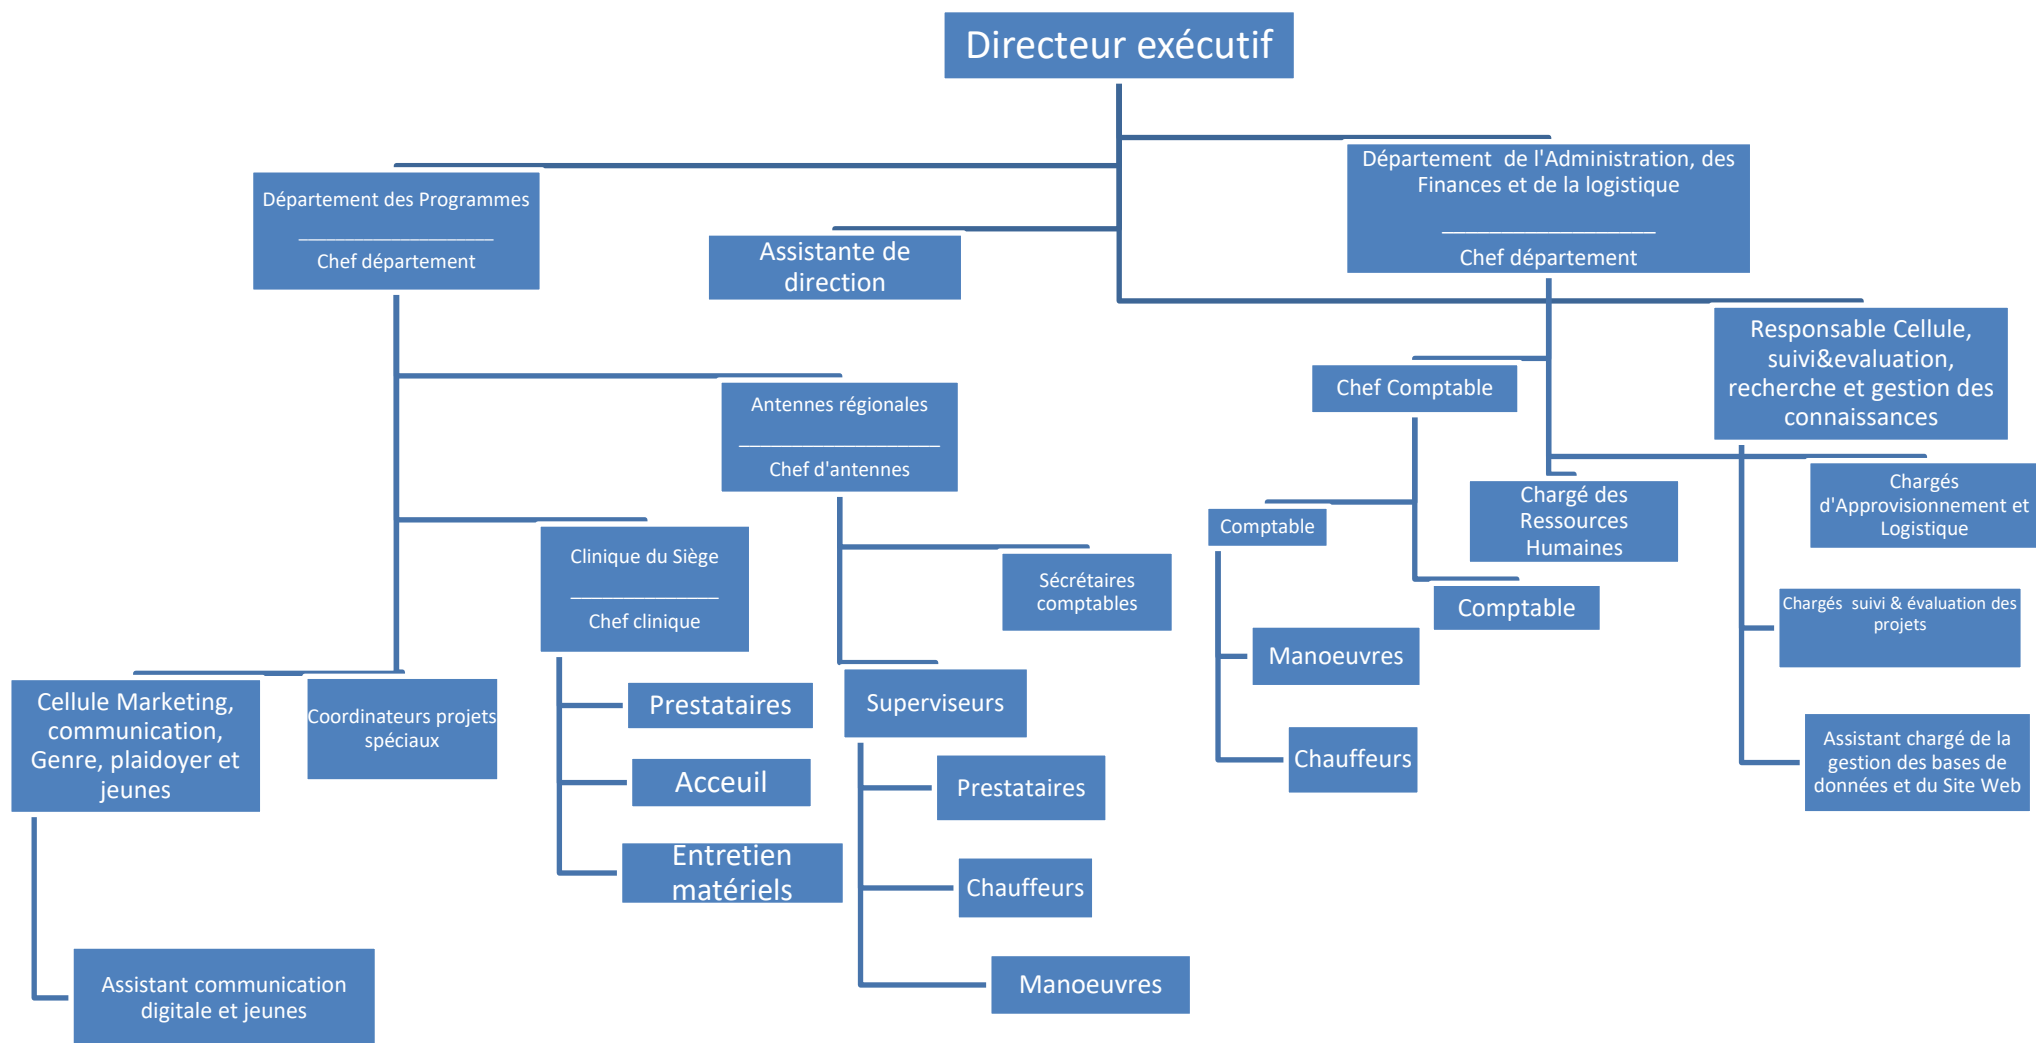 Directeur exécutif
Département des Programmes
____________________
Chef département
Assistante de
direction
Département  de l'Administration, des
Finances et de la logistique
____________________
Chef département
Responsable Cellule,
suivi&evaluation,
recherche et gestion des
connaissances
Antennes régionales
____________________
Chef d'antennes
Chef Comptable
Clinique du Siège
_______________
Chef clinique
Sécrétaires
comptables
Comptable
Chargé des
Ressources
Humaines
Chargés
d'Approvisionnement et
Logistique
Comptable
Chargés  suivi & évaluation des
projets
Manoeuvres
Chauffeurs
Assistant chargé de la
gestion des bases de
données et du Site Web
Cellule Marketing,
communication,
Genre, plaidoyer et
jeunes
Coordinateurs projets
spéciaux
Prestataires
Acceuil
Entretien
matériels
Superviseurs
Prestataires
Chauffeurs
Manoeuvres
Assistant communication
digitale et jeunes